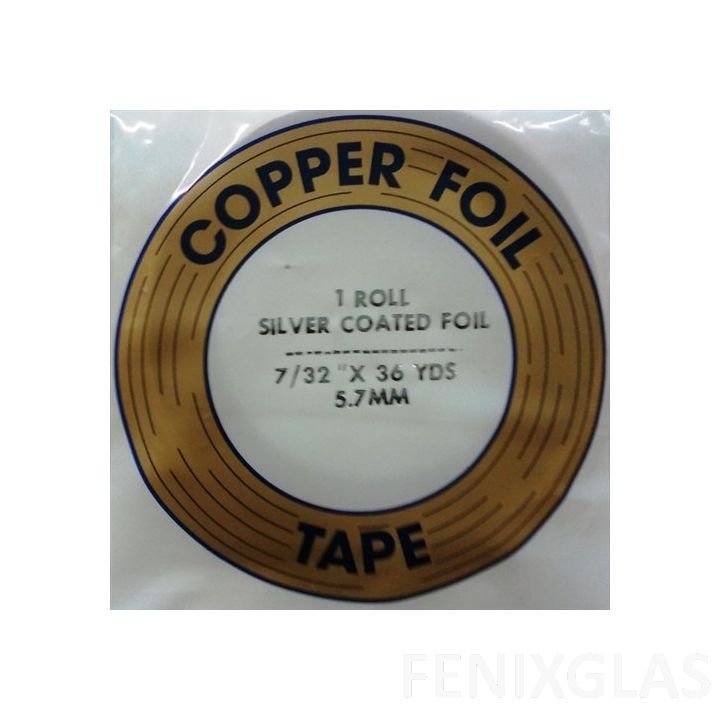 COPPER FOIL
1 ROLL
SILVER COATED FOIL
7/32 "X 36 YDS
5.7MM
TAPE
FENIXGLAS